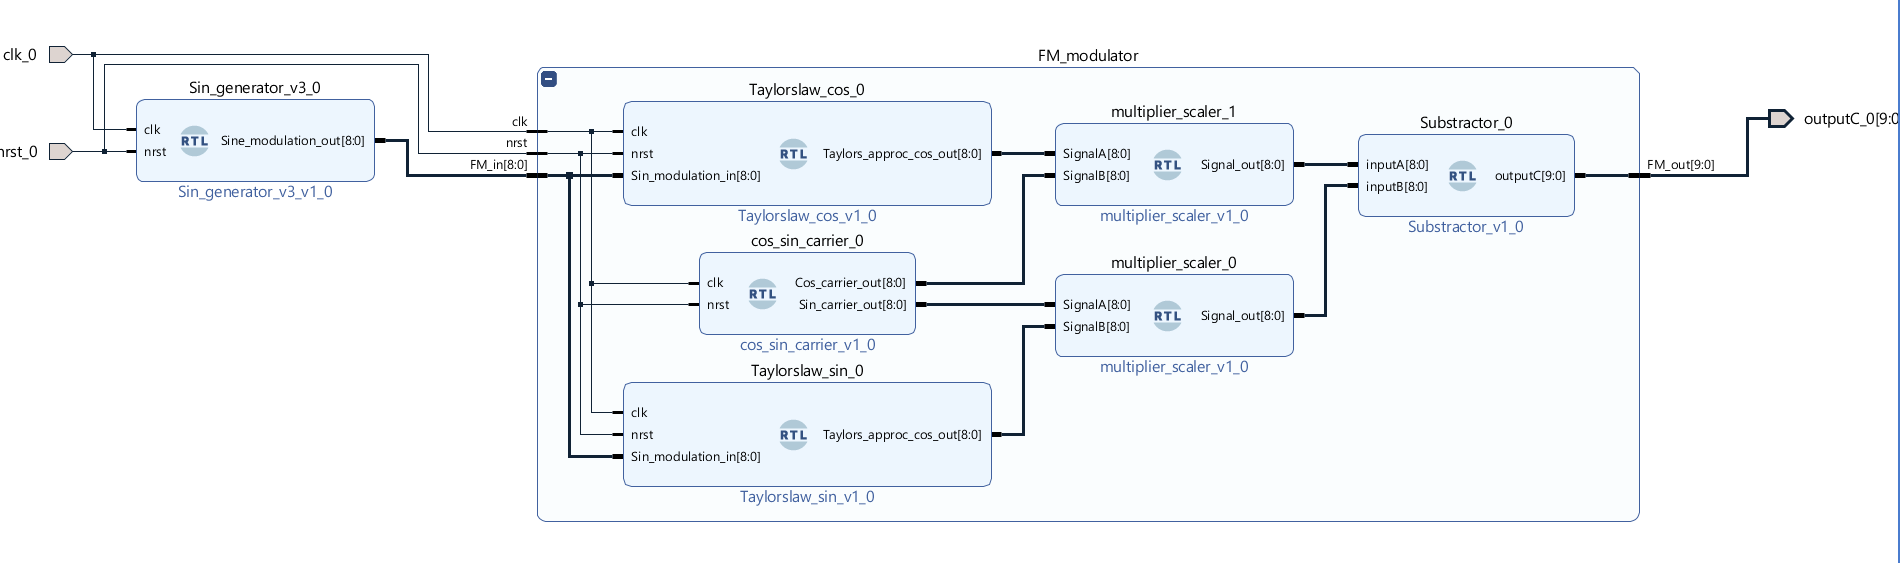 clk_0
nrst_0
Sin_generator_v3_0
clk
nrst
RTL
Sine_modulation_out[8:0]
Sin_generator_v3_v1_0
FM_modulator
clk
nrst
FM_in[8:0]
Taylorslaw_cos_0
clk
nrst
Sin_modulation_in[8:0]
RTL
Taylors_approc_cos_out[8:0]
Taylorslaw_cos_v1_0
cos_sin_carrier_0
clk
nrst
RTL
Cos_carrier_out[8:0]
Sin_carrier_out[8:0]
cos_sin_carrier_v1_0
Taylorslaw_sin_0
clk
nrst
Sin_modulation_in[8:0]
RTL
Taylors_approc_cos_out[8:0]
Taylorslaw_sin_v1_0
multiplier_scaler_1
SignalA[8:0]
SignalB[8:0]
RTL
Signal_out[8:0]
multiplier_scaler_v1_0
multiplier_scaler_0
SignalA[8:0]
SignalB[8:0]
RTL
Signal_out[8:0]
multiplier_scaler_v1_0
Substractor_0
inputA[8:0]
inputB[8:0]
RTL
outputC[9:0]
Substractor_v1_0
FM_out[9:0]
outputC_0[9:0